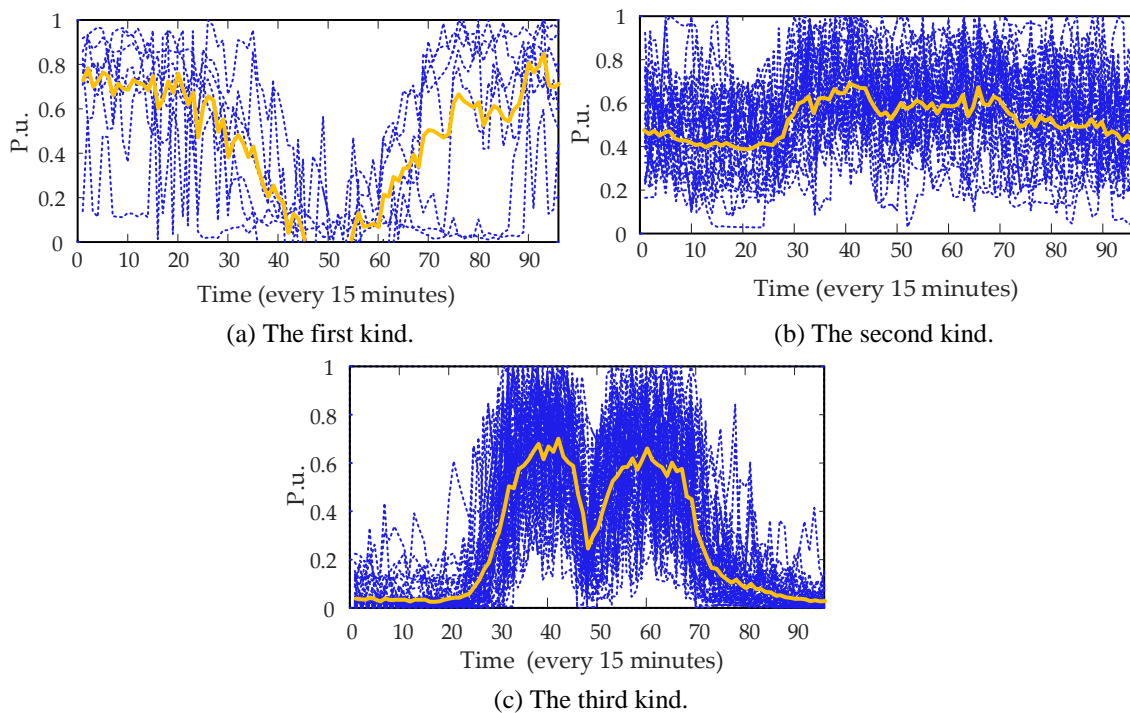 1
0.8
0.6
0.4
0.2
0
P.u.
0 10 20 30 40 50 60 70 80 90
Time (every 15 minutes)
(a) The first kind.
1
0.8
0.6
0.4
0.2
0
P.u.
0 10 20 30 40 50 60 70 80 90
Time (every 15 minutes)
(b) The second kind.
1
0.8
0.6
0.4
0.2
0
P.u.
0 10 20 30 40 50 60 70 80 90
Time (every 15 minutes)
(c) The third kind.